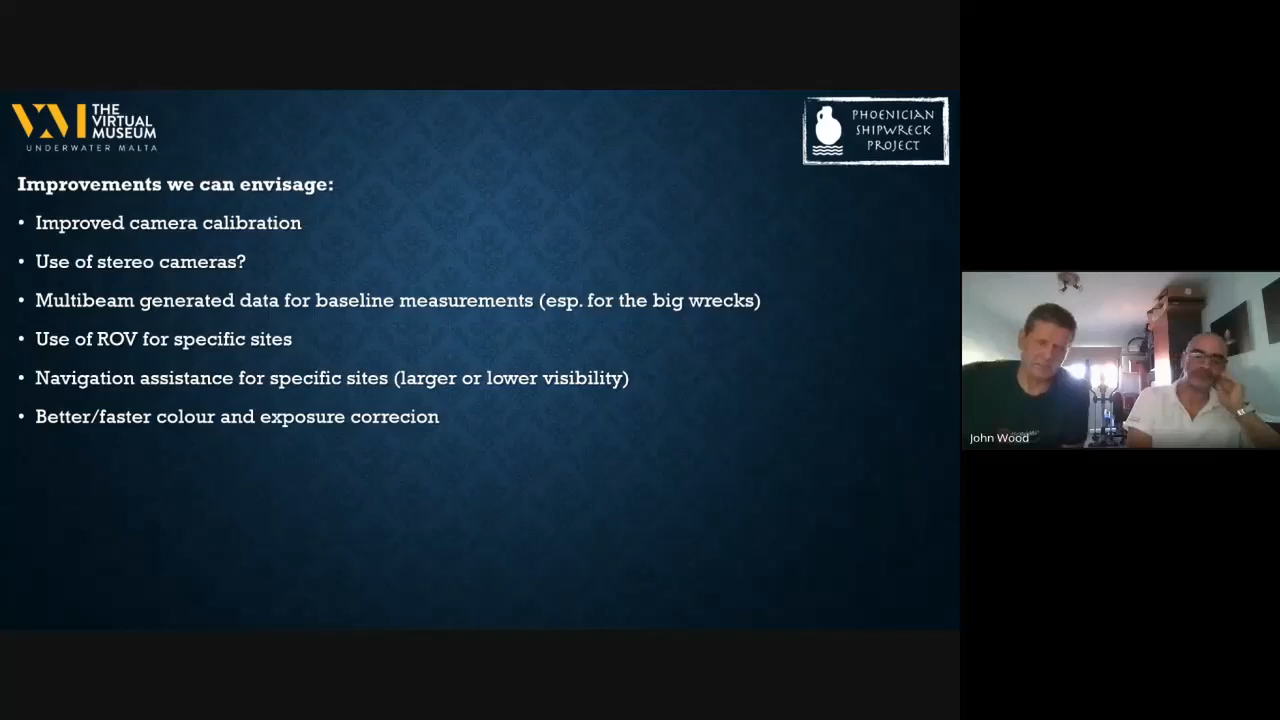 THE
VIRTUAL
MUSEUM
UNDERWATER MALTA
PHOENICIAN
SHIPWRECK
PROJECT
Improvements we can envisage:
• Improved camera calibration
• Use of stereo cameras?
• Multibeam generated data for baseline measurements (esp. for the big wrecks)
• Use of ROV for specific sites
• Navigation assistance for specific sites (larger or lower visibility)
• Better/faster colour and exposure correcion
John Wood